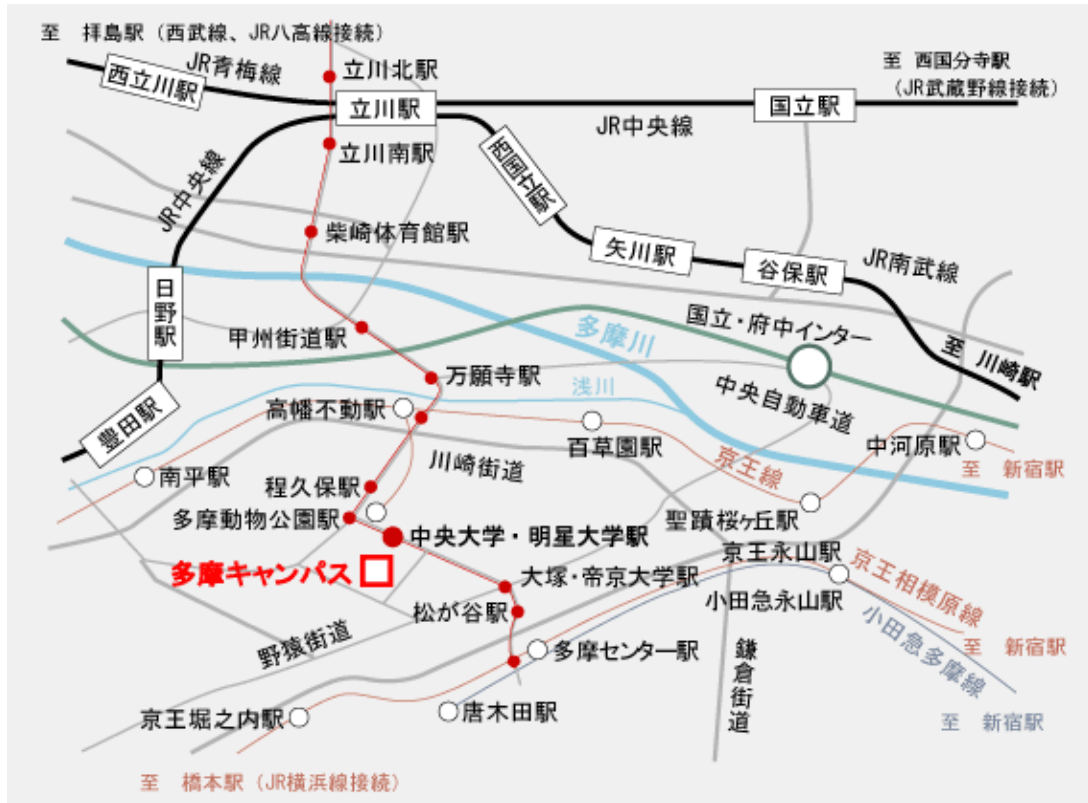 至　拝島駅（西武線、JR八高線接続）
JR青梅線
西立川駅
立川北駅
立川駅
至　西国分寺駅
（JR武蔵野線接続）
国立駅
JR中央線
立川南駅
西国立駅
JR中央線
柴崎体育館駅
矢川駅
谷保駅
JR南武線
日野駅
甲州街道駅
多摩川
国立・府中インター
至　川崎駅
万願寺駅
浅川
中央自動車道
高幡不動駅
豊田駅
百草園駅
中河原駅
至　新宿駅
川崎街道
京王線
南平駅
程久保駅
多摩動物公園駅
聖蹟桜ヶ丘駅
中央大学・明星大学駅
京王永山駅
多摩キャンパス
大塚・帝京大学駅
小田急永山駅
京王相模原線
松が谷駅
小田急多摩線
至　新宿駅
野猿街道
多摩センター駅
鎌倉街道
京王堀之内駅
唐木田駅
至　新宿駅
至　橋本駅（JR横浜線接続）